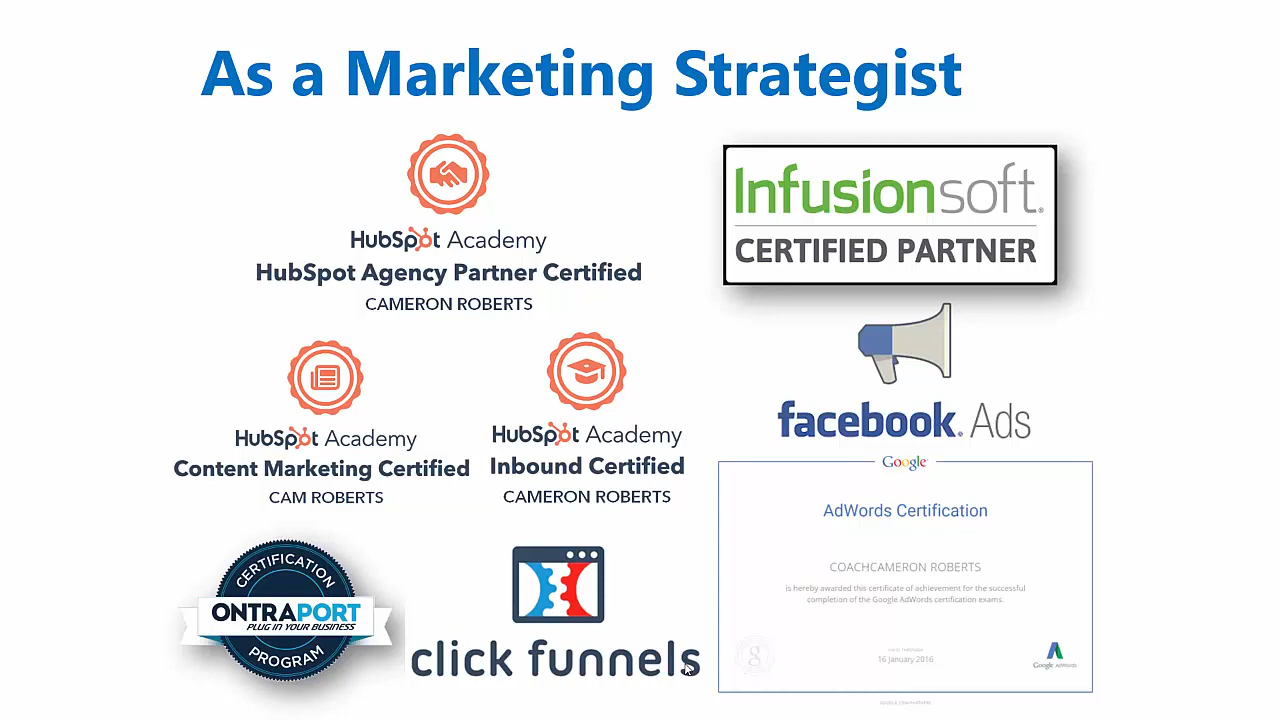 As a Marketing Strategist
HubSpot Academy
HubSpot Agency Partner Certified
CAMERON ROBERTS
HubSpot Academy
Content Marketing Certified
CAM ROBERTS
HubSpot Academy
Inbound Certified
CAMERON ROBERTS
CERTIFICATION
ONTRAPORT
PLUG IN YOUR BUSINESS
PROGRAM
click funnels
Infusionsoft®
CERTIFIED PARTNER
facebook. Ads
Google
AdWords Certification
COACHCAMERON ROBERTS
is hereby awarded this certificate of achievement for the successful
completion of the Google AdWords certification exams.
VALID THROUGH
16 January 2016
g
Google AdWords